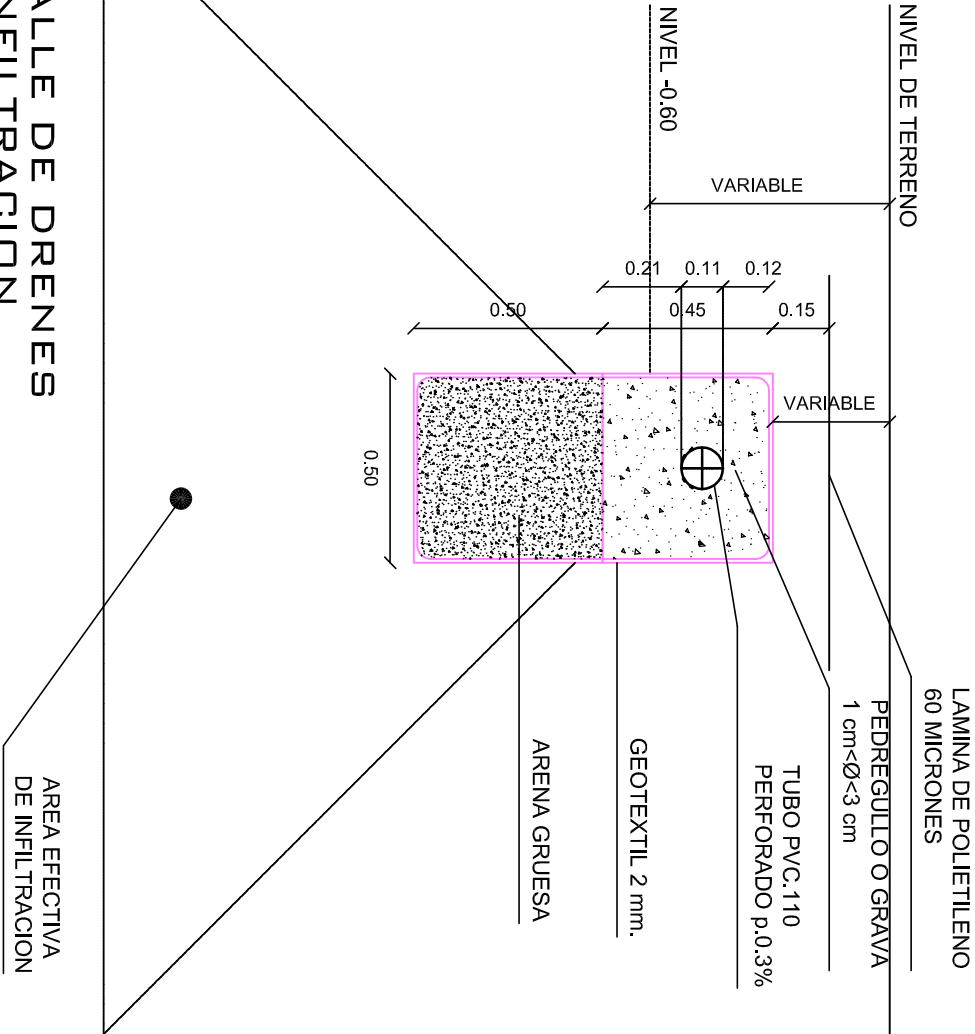 NIVEL DE TERRENO
NIVEL -0.60
VARIABLE
0.21
0.11
0.12
0.50
0.45
0.15
VARIABLE
0.50
LAMINA DE POLIETILENO
60 MICRONES
PEDREGULLO O GRAVA
1 cm<Ø<3 cm
TUBO PVC.110
PERFORADO p.0.3%
GEOTEXTIL 2 mm.
ARENA GRUESA
AREA EFECTIVA
DE INFILTRACION
ALLE DE DRENES
NFILTRACION